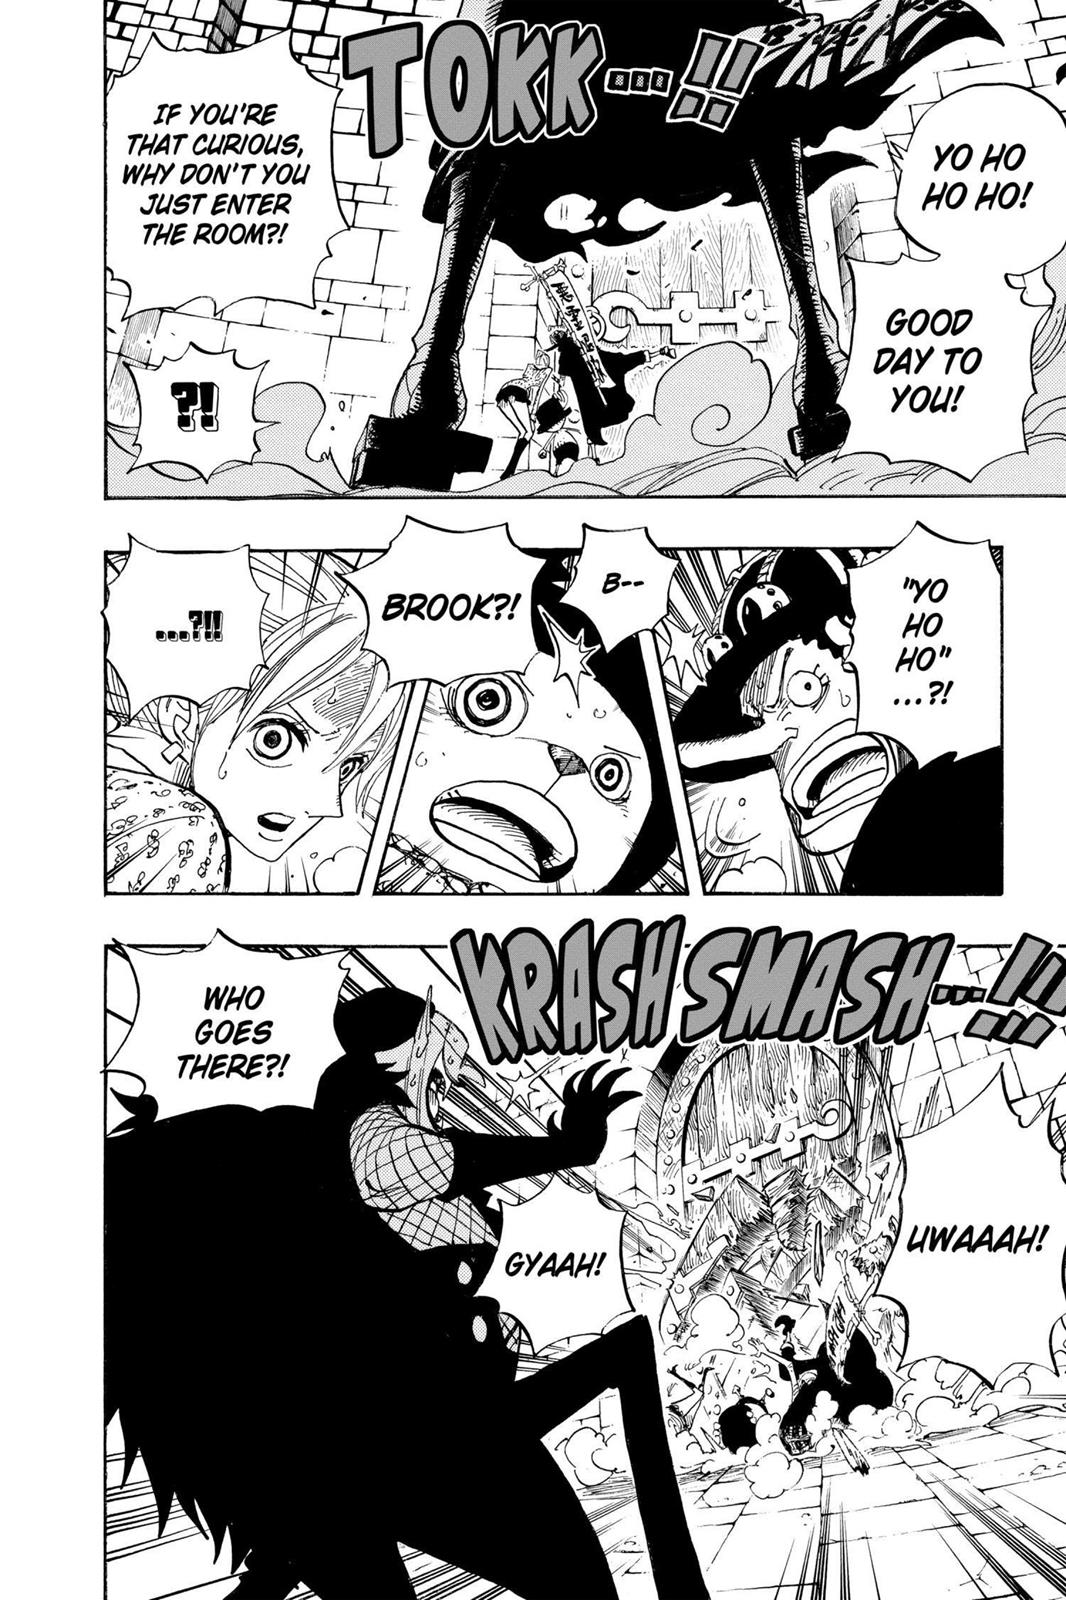 TOKK...!!
YO HO
HO HO!
GOOD
DAY TO
YOU!
IF YOU'RE
THAT CURIOUS,
WHY DON'T YOU
JUST ENTER
THE ROOM?!
?!
"YO
HO
HO"
...?!
B--
BROOK?!
...?!!
KRASH SMASH...!!!
UWAAAH!
GYAAH!
WHO
GOES
THERE?!